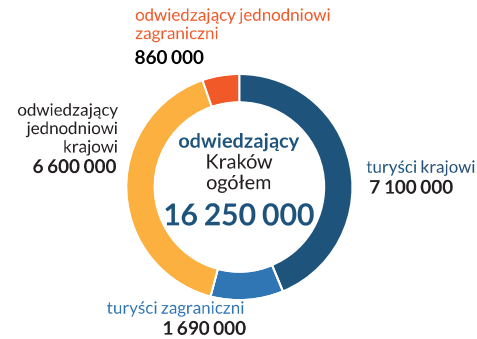 odwiedzający jednodniowi
zagraniczni
860 000
odwiedzający
jednodniowi
krajowi
6 600 000
odwiedzający
Kraków
ogółem
16 250 000
turyści krajowi
7 100 000
turyści zagraniczni
1 690 000